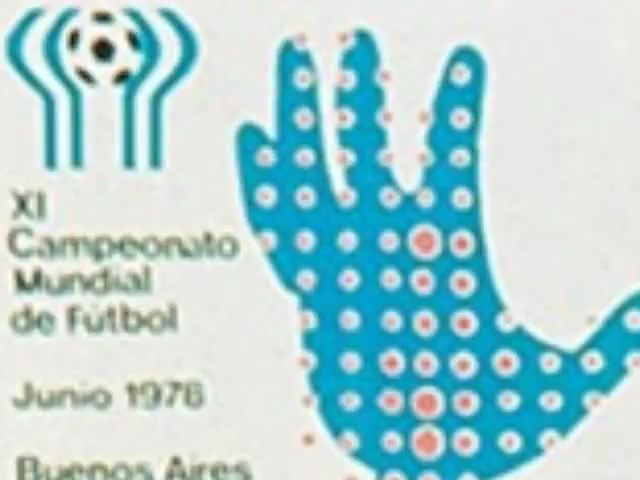 XI
Campeonato
Mundial
de Fútbol
Junio 1978
Buenos Aires